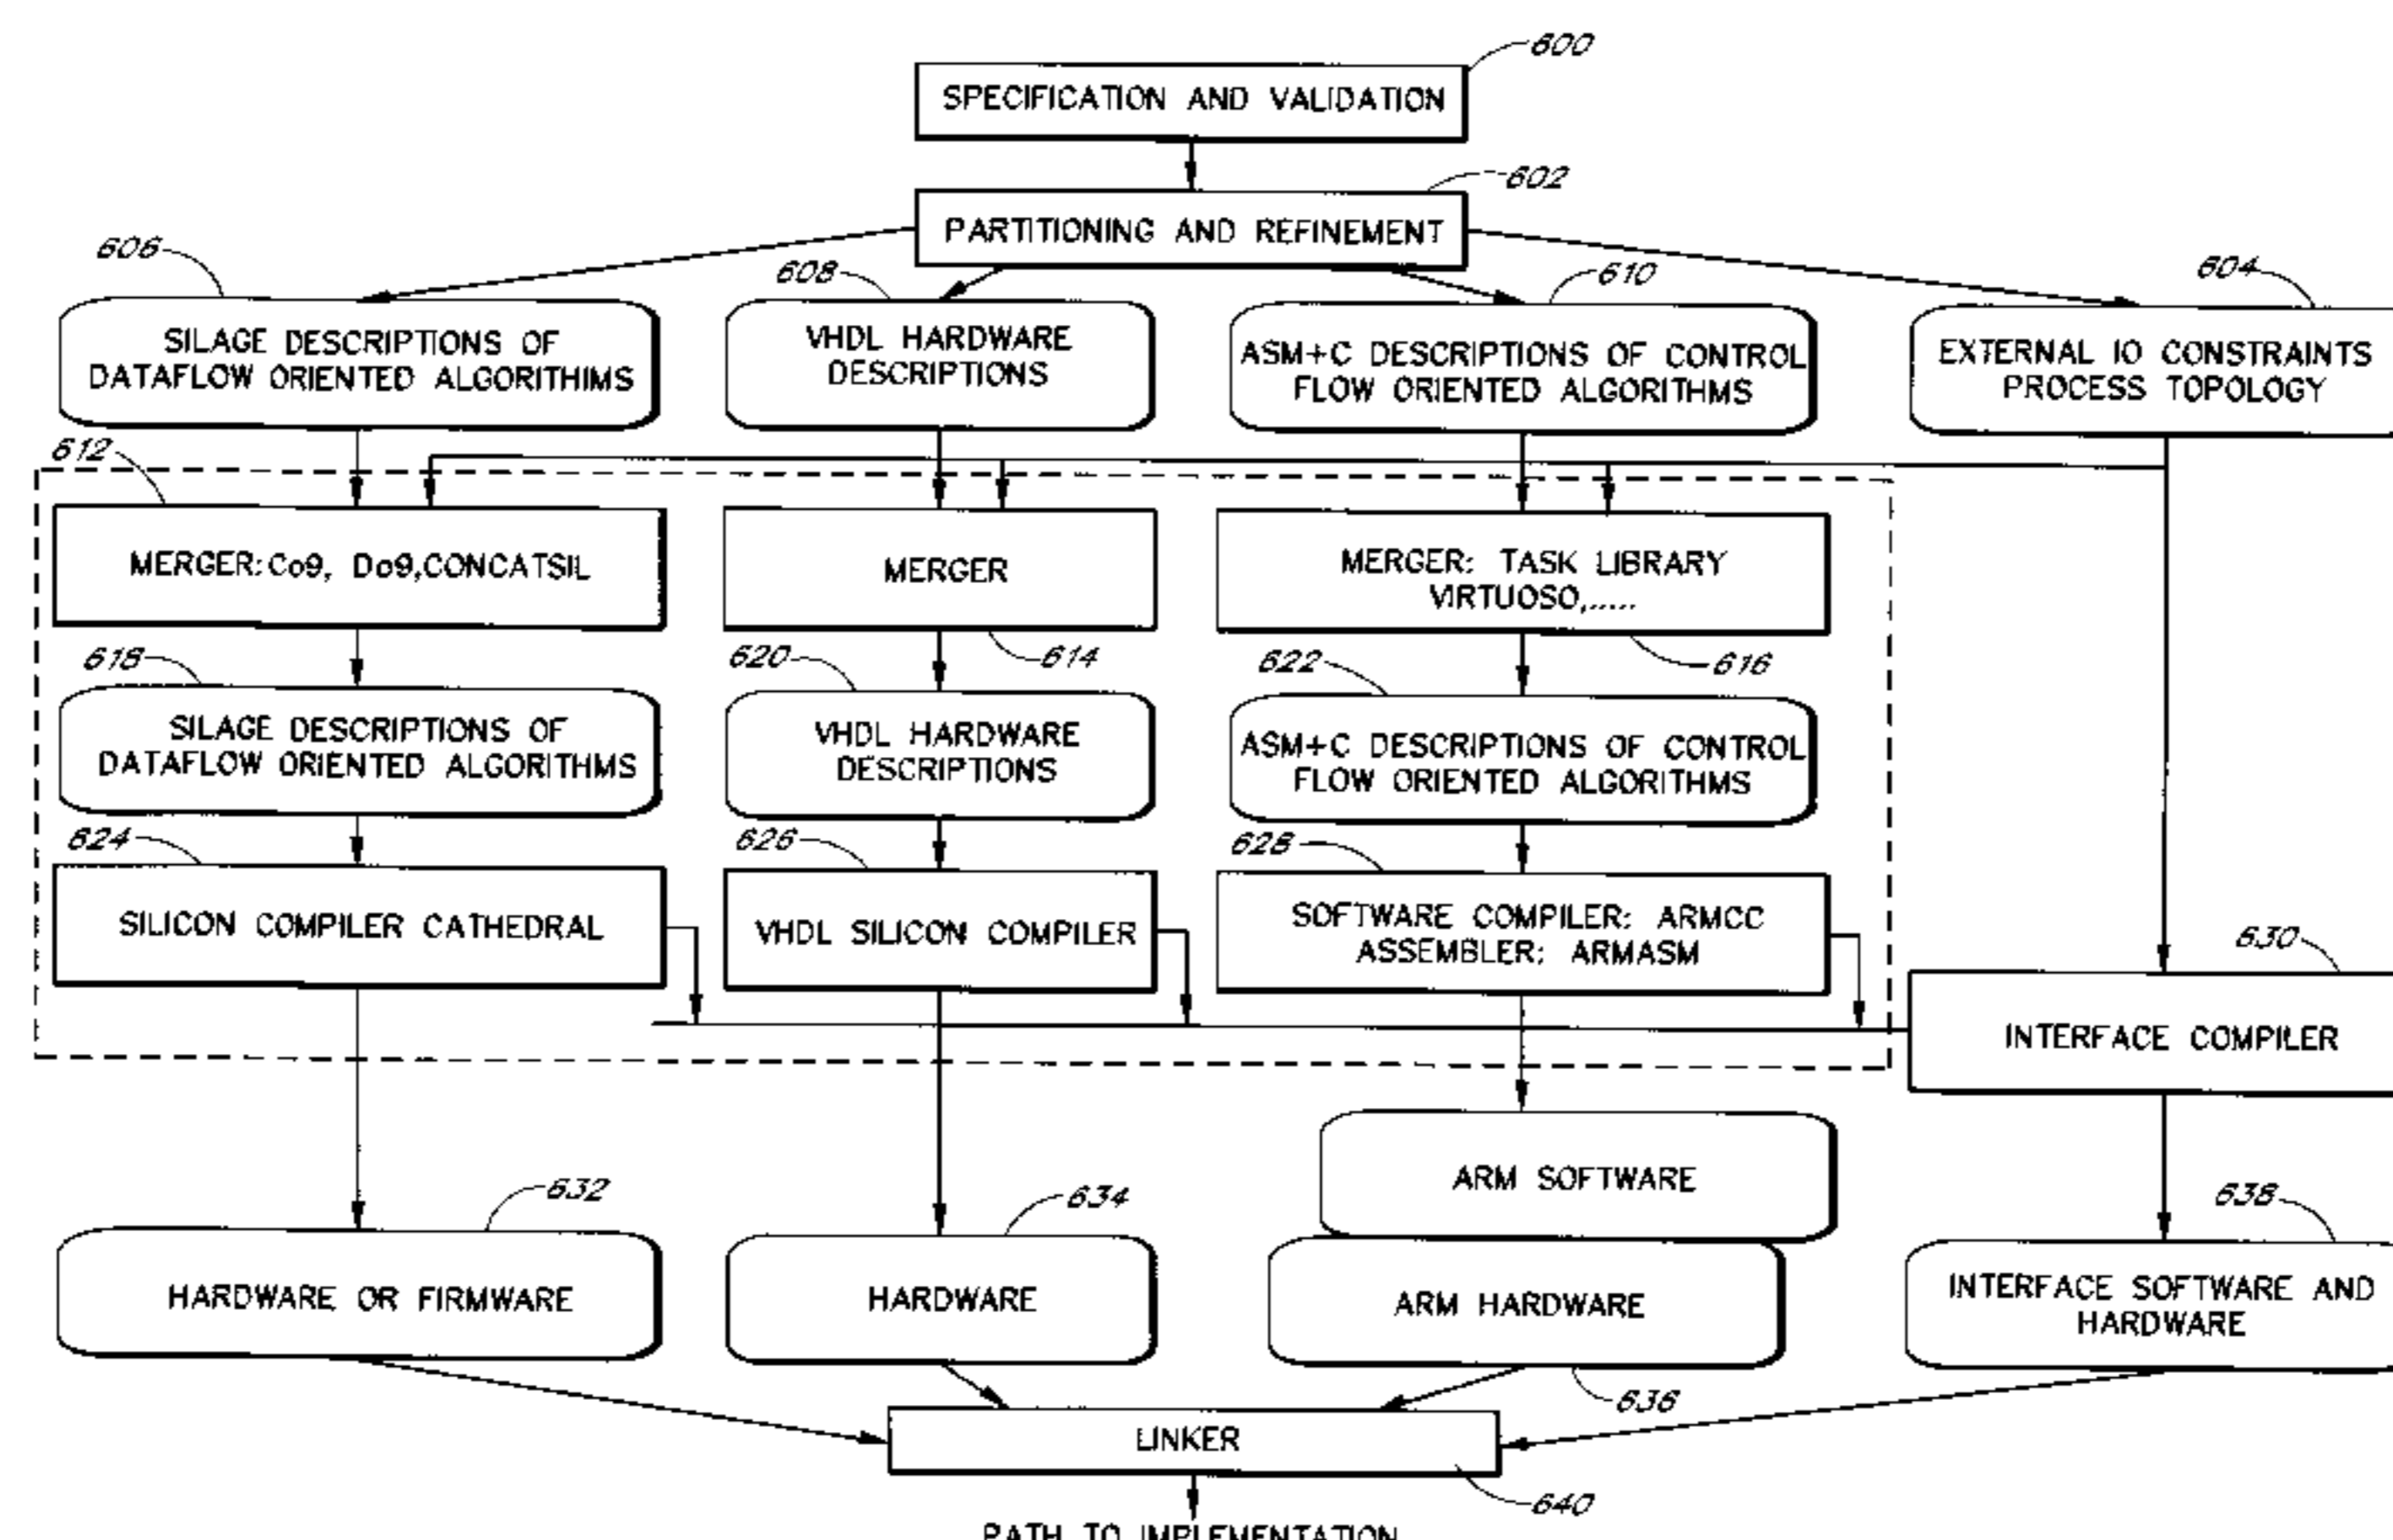 600
SPECIFICATION AND VALIDATION
602
PARTITIONING AND REFINEMENT
606
608
610
604
SILAGE DESCRIPTIONS OF
DATAFLOW ORIENTED ALGORITHIMS
VHDL HARDWARE
DESCRIPTIONS
ASM+C DESCRIPTIONS OF CONTROL
FLOW ORIENTED ALGORITHMS
EXTERNAL IO CONSTRAINTS
PROCESS TOPOLOGY
612
MERGER:Co9, Do9,CONCATSIL
MERGER
MERGER: TASK LIBRARY
VIRTUOSO,.....
618
620
614
622
616
SILAGE DESCRIPTIONS OF
DATAFLOW ORIENTED ALGORITHMS
VHDL HARDWARE
DESCRIPTIONS
ASM+C DESCRIPTIONS OF CONTROL
FLOW ORIENTED ALGORITHMS
624
626
628
630
SILICON COMPILER CATHEDRAL
VHDL SILICON COMPILER
SOFTWARE COMPILER: ARMCC
ASSEMBLER: ARMASM
INTERFACE COMPILER
ARM SOFTWARE
632
634
638
HARDWARE OR FIRMWARE
HARDWARE
ARM HARDWARE
INTERFACE SOFTWARE AND
HARDWARE
636
LINKER
640
PATH TO IMPLEMENTATION